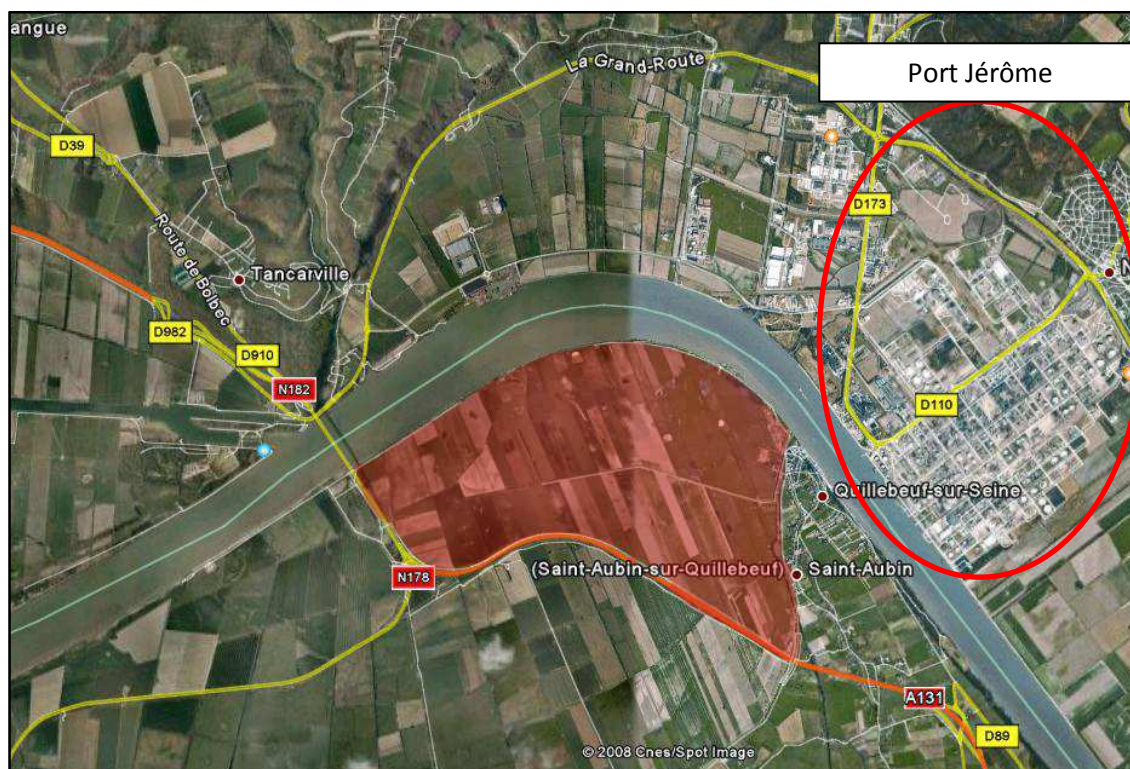 angue
La Grand-Route
Port Jérôme
D39
D173
Route de Bolbec
Tancarville
N
D982
D910
N182
D110
Quillebeuf-sur-Seine
N178
(Saint-Aubin-sur-Quillebeuf)
Saint-Aubin
A131
D89
© 2008 Cnes/Spot Image